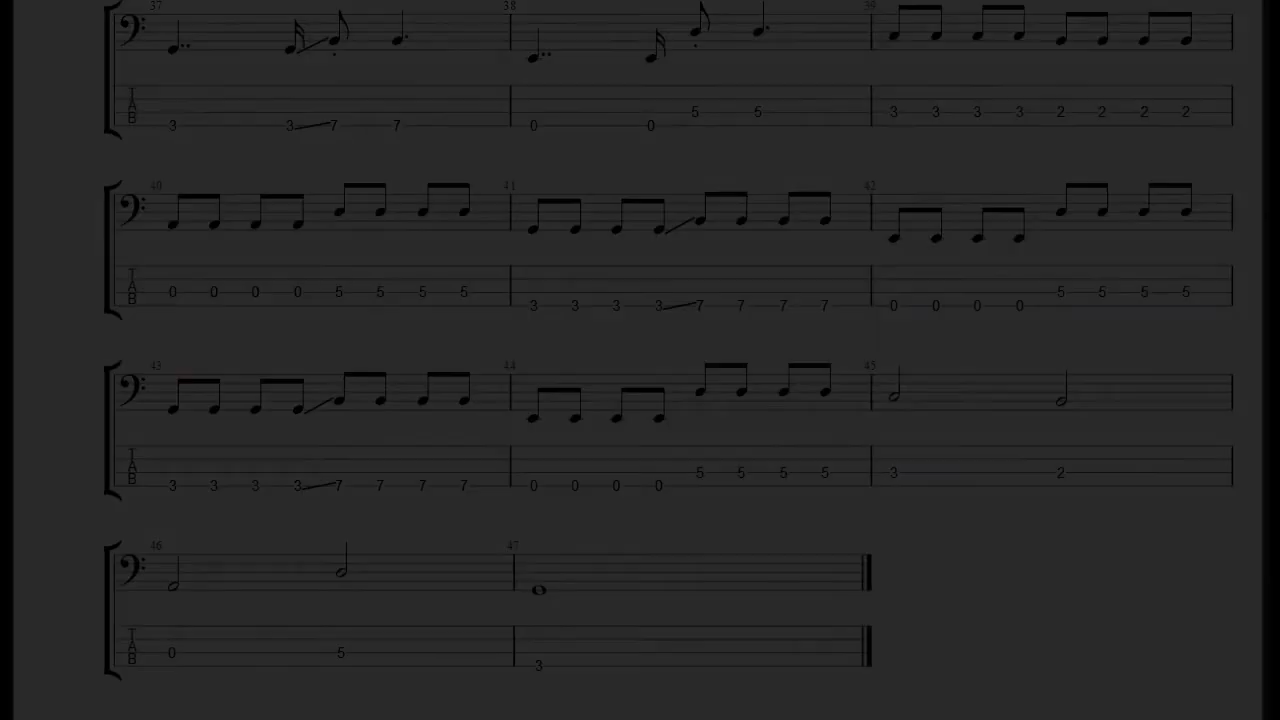 37 38 39
T 3 3 3 3 2 2 2 2
A 5 5
B 3 3 7 7 0 0
40 41 42
T
A 0 0 0 0 5 5 5 5 5 5 5 5
B 3 3 3 3 7 7 7 7 0 0 0 0
43 44 45
T
A 5 5 5 5 3 2
B 3 3 3 3 7 7 7 7 0 0 0 0
46 47
T
A 0 5
B 3